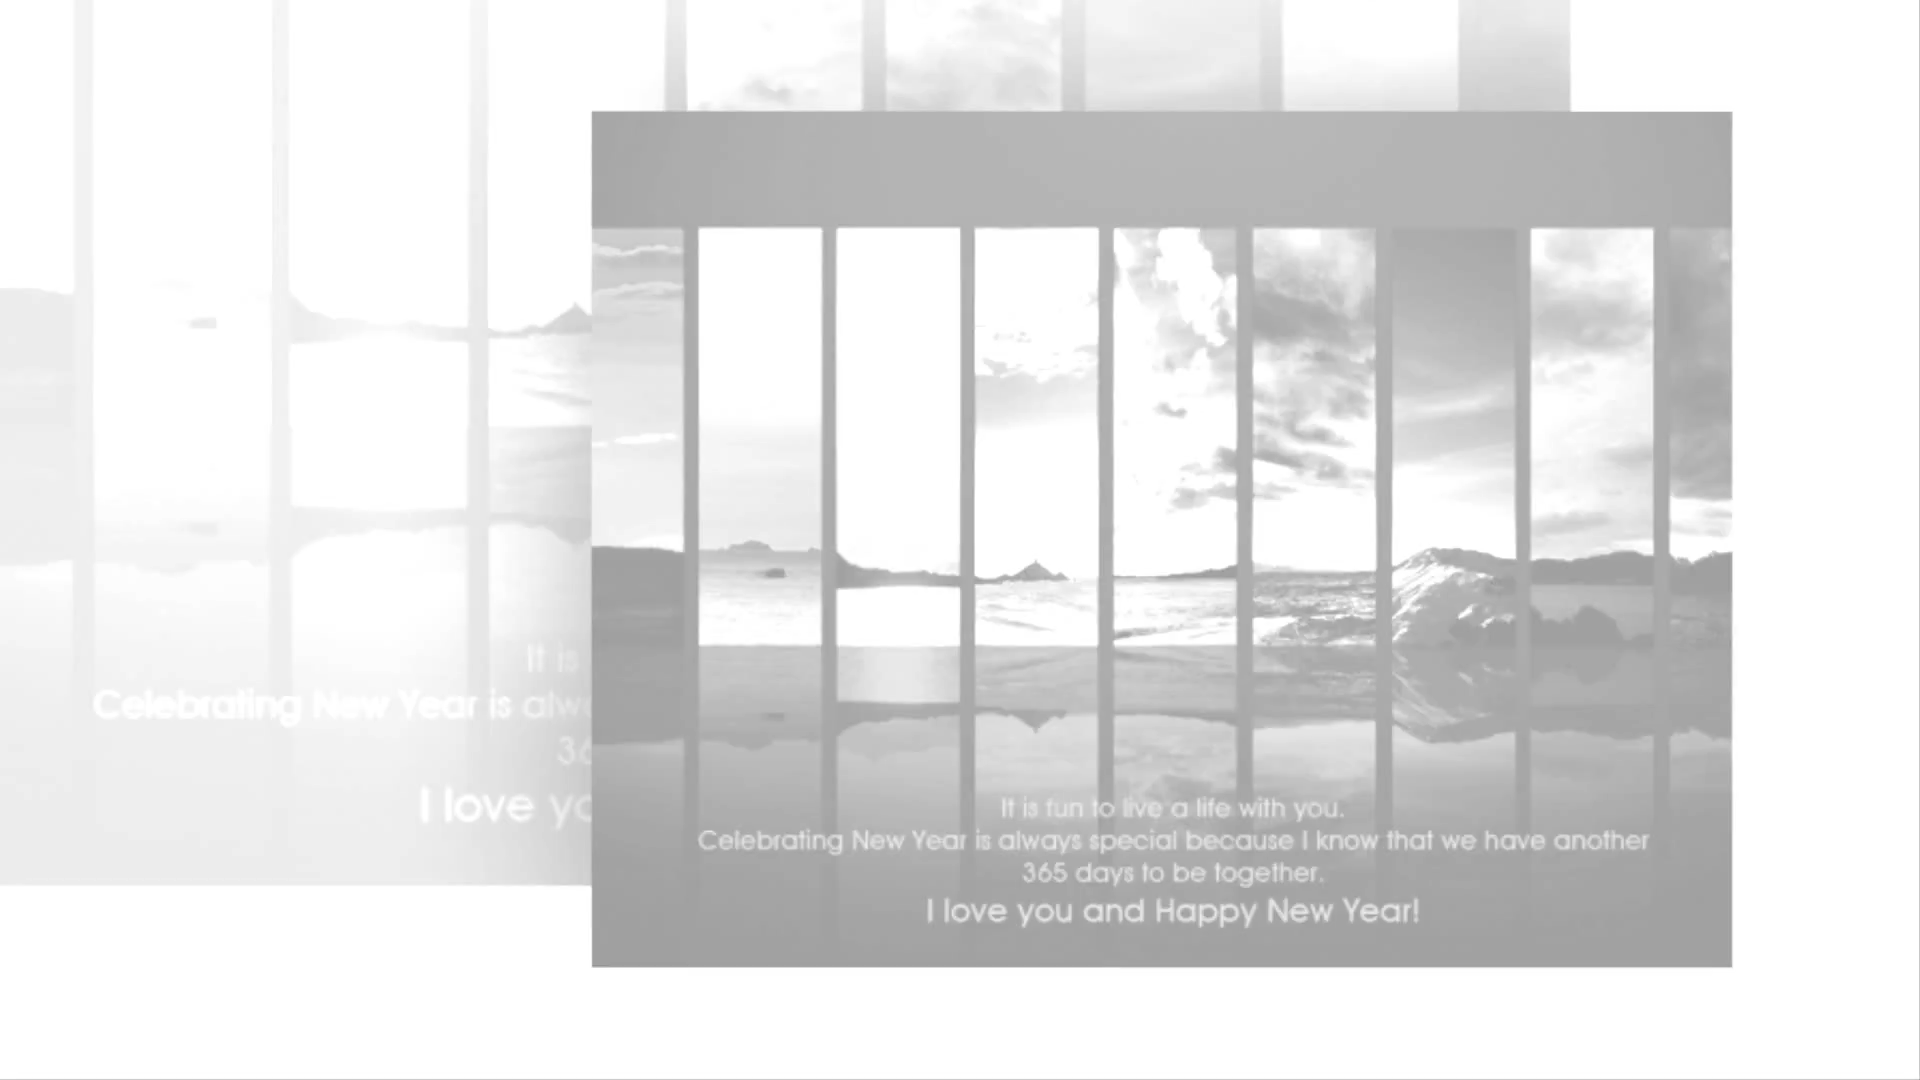 It is
Celebrating New Year is alw
36
I love yo
It is fun to live a life with you.
Celebrating New Year is always special because I know that we have another
365 days to be together.
I love you and Happy New Year!